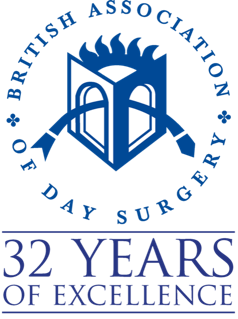 BRITISH ASSOCIATION
OF DAY SURGERY
32 YEARS
OF EXCELLENCE